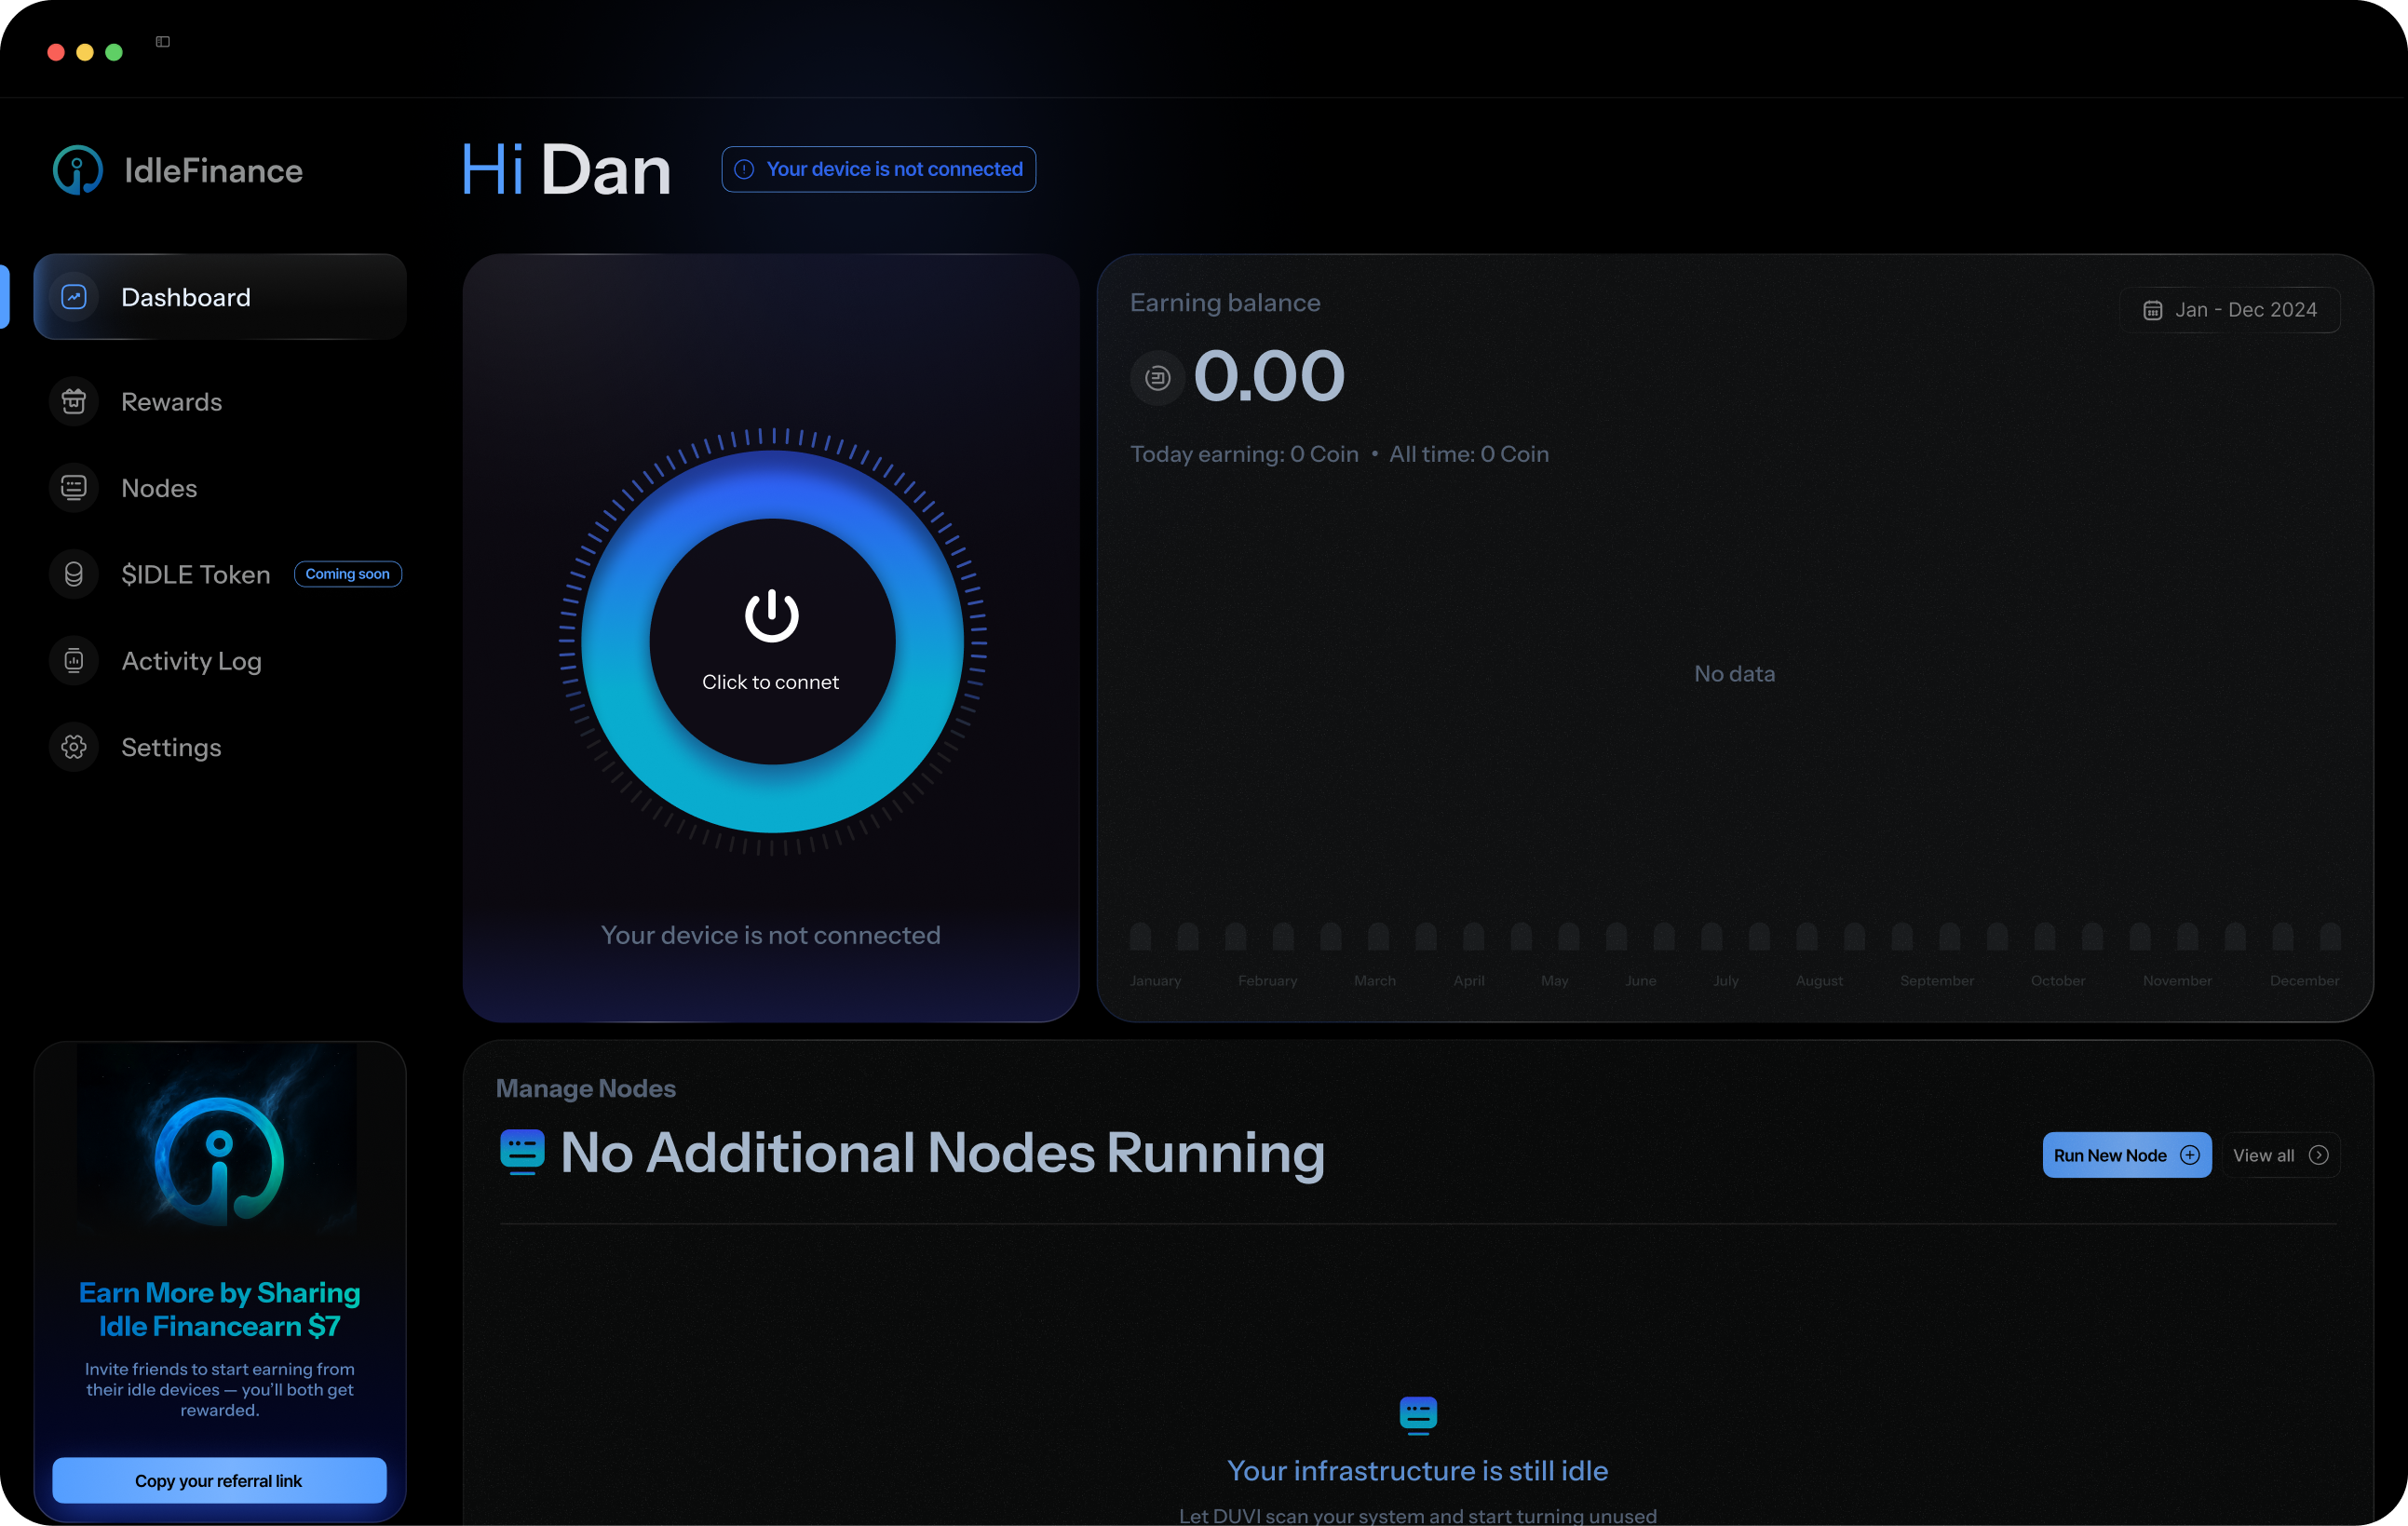 IdleFinance
Hi Dan
Your device is not connected
Dashboard
Rewards
Nodes
$IDLE Token
Coming soon
Activity Log
Settings
Click to connet
Your device is not connected
Earning balance
Jan - Dec 2024
0.00
Today earning: 0 Coin • All time: 0 Coin
No data
January February March April May June July August September October November December
Earn More by Sharing
Idle Financearn $7
Invite friends to start earning from
their idle devices — you'll both get
rewarded.
Copy your referral link
Manage Nodes
No Additional Nodes Running
Run New Node
View all
Your infrastructure is still idle
Let DUVI scan your system and start turning unused